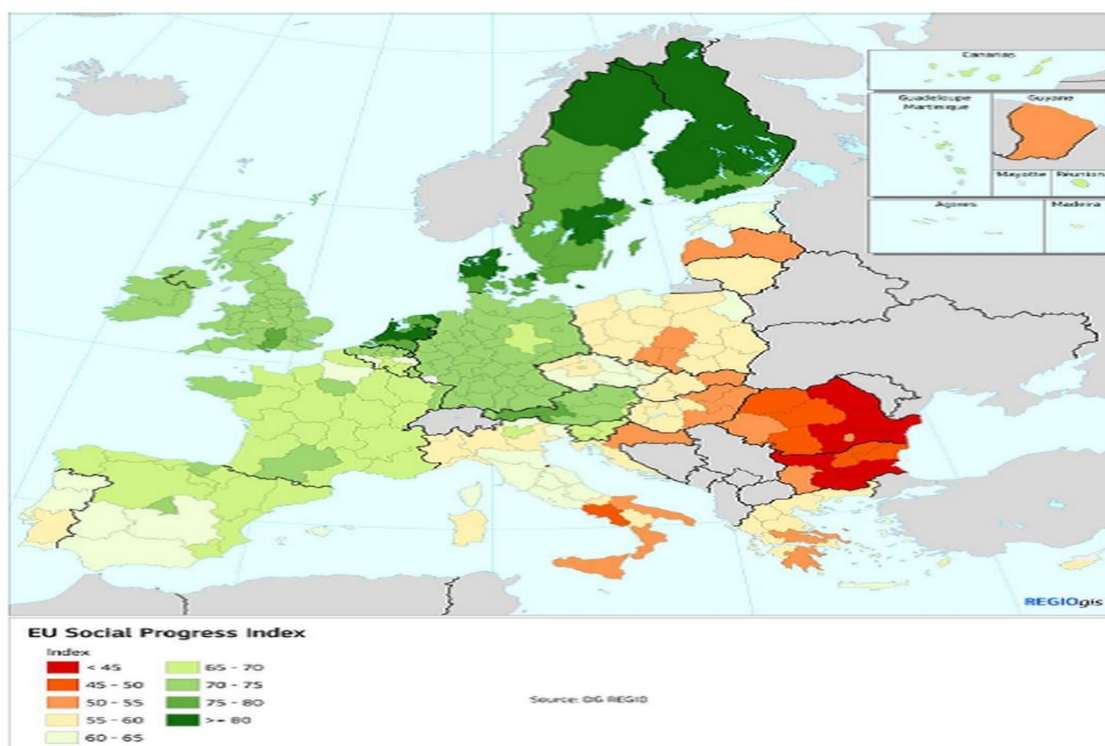 Canarias
Guadeloupe
Martinique
Guyane
Mayotte
Réunion
Açores
Madeira
REGIOgis
EU Social Progress Index
Index
< 45
45 - 50
50 - 55
55 - 60
60 - 65
65 - 70
70 - 75
75 - 80
>= 80
Source: DG REGIO